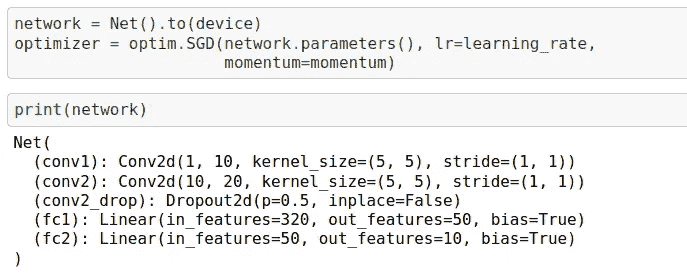 network = Net().to(device)
optimizer = optim.SGD(network.parameters(), lr=learning_rate,
                      momentum=momentum)
print(network)
Net(
  (conv1): Conv2d(1, 10, kernel_size=(5, 5), stride=(1, 1))
  (conv2): Conv2d(10, 20, kernel_size=(5, 5), stride=(1, 1))
  (conv2_drop): Dropout2d(p=0.5, inplace=False)
  (fc1): Linear(in_features=320, out_features=50, bias=True)
  (fc2): Linear(in_features=50, out_features=10, bias=True)
)